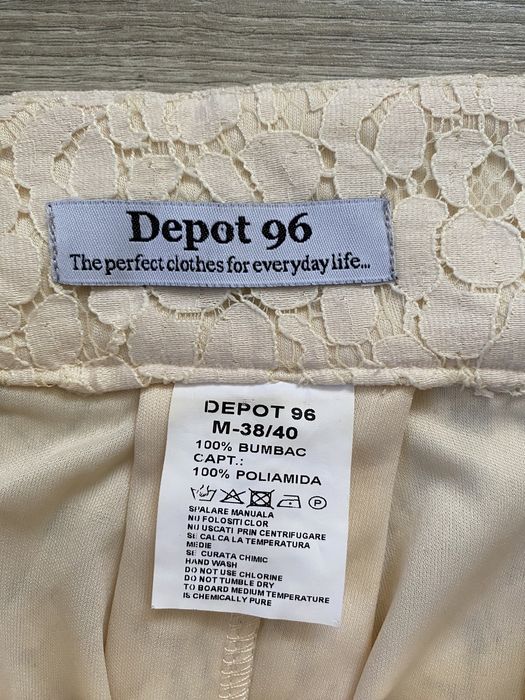 Depot 96
The perfect clothes for everyday life...
DEPOT 96
M-38/40
100% BUMBAC
CAPT.:
100% POLIAMIDA
P
SPALARE MANUALA
NU FOLOSITI CLOR
NU USCATI PRIN CENTRIFUGARE
SE CALCA LA TEMPERATURA
MEDIE
SE CURATA CHIMIC
HAND WASH
DO NOT USE CHLORINE
DO NOT TUMBLE DRY
TO BOARD MEDIUM TEMPERATURE
IS CHEMICALLY PURE